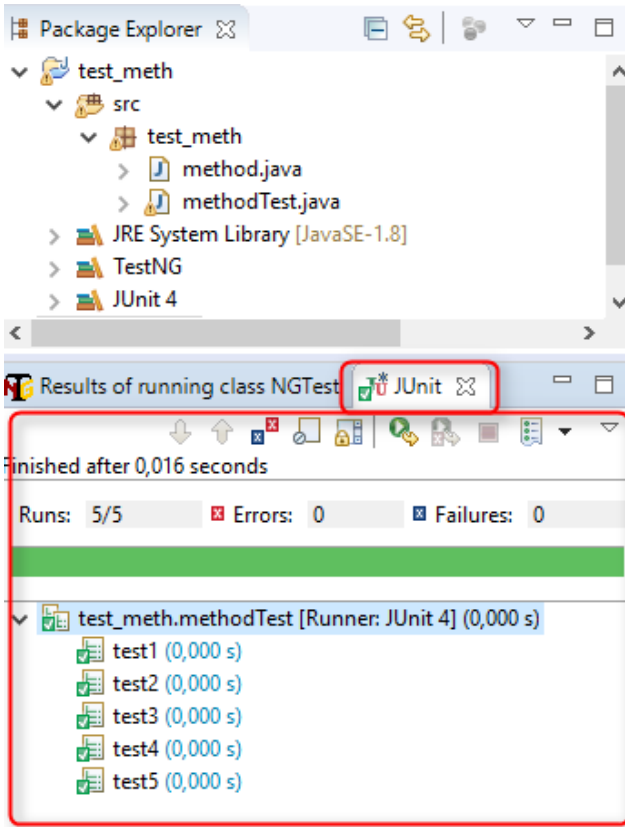 Package Explorer
test_meth
src
test_meth
method.java
methodTest.java
JRE System Library [JavaSE-1.8]
TestNG
JUnit 4
Results of running class NGTest JUnit
Finished after 0,016 seconds
Runs: 5/5 Errors: 0 Failures: 0
test_meth.methodTest [Runner: JUnit 4] (0,000 s)
test1 (0,000 s)
test2 (0,000 s)
test3 (0,000 s)
test4 (0,000 s)
test5 (0,000 s)